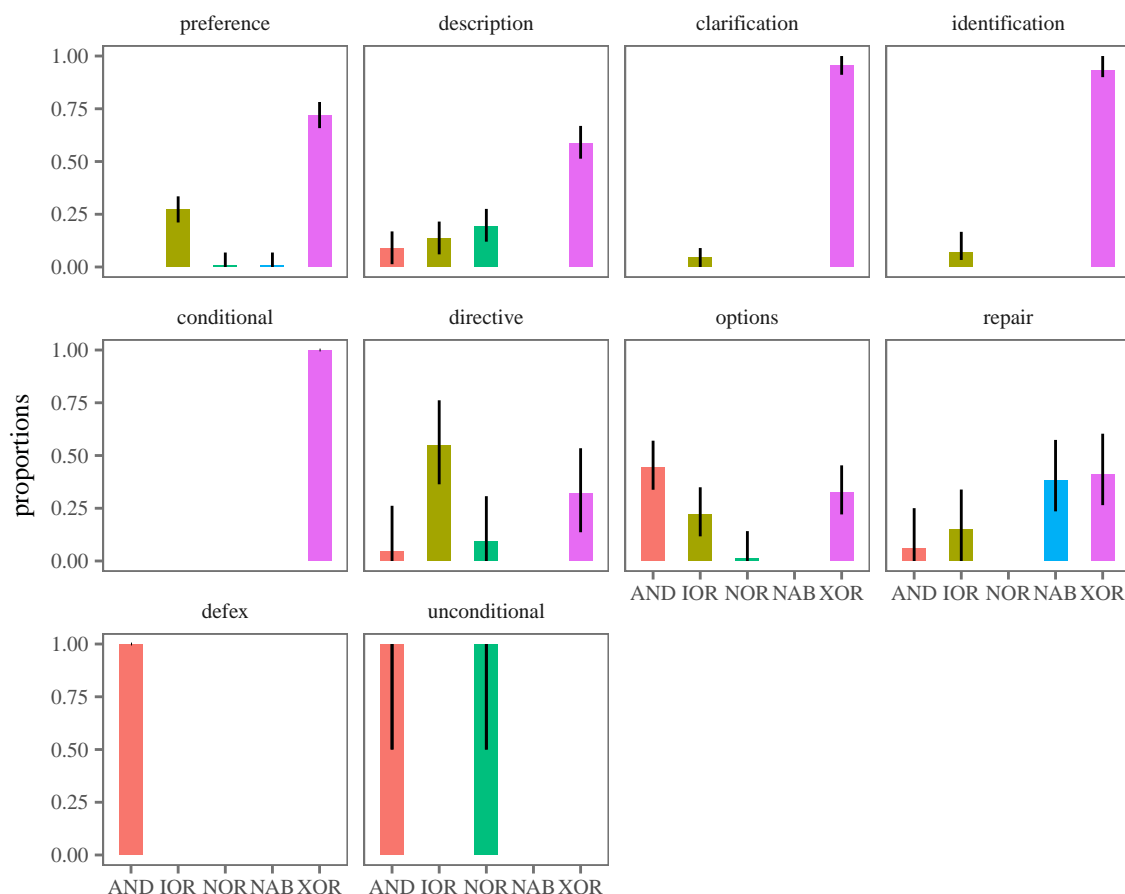 preference description clarification identification
1.00
0.75
0.50
0.25
0.00
conditional directive options repair
1.00
0.75
0.50
0.25
0.00
AND IOR NOR NAB XOR AND IOR NOR NAB XOR
defex unconditional
1.00
0.75
0.50
0.25
0.00
AND IOR NOR NAB XOR AND IOR NOR NAB XOR
proportions